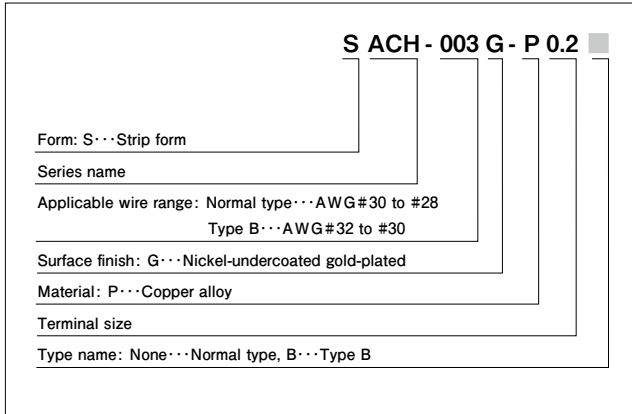 S ACH - 003 G - P 0.2
Form: S···Strip form
Series name
Applicable wire range: Normal type···AWG#30 to #28
Type B···AWG#32 to #30
Surface finish: G···Nickel-undercoated gold-plated
Material: P···Copper alloy
Terminal size
Type name: None···Normal type, B···Type B